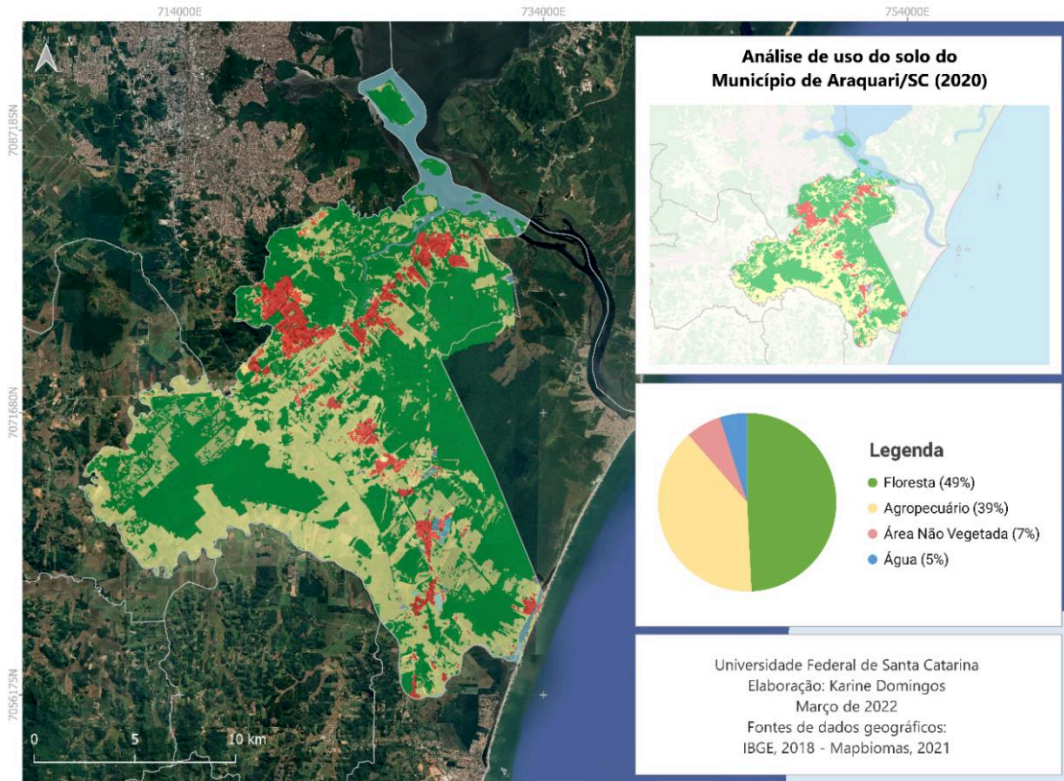 714000E
734000E
754000E
N
7087185N
7071680N
7056175N
0 5 10 km
Análise de uso do solo do
Município de Araquari/SC (2020)
Legenda
Floresta (49%)
Agropecuário (39%)
Área Não Vegetada (7%)
Água (5%)
Universidade Federal de Santa Catarina
Elaboração: Karine Domingos
Março de 2022
Fontes de dados geográficos:
IBGE, 2018 - Mapbiomas, 2021